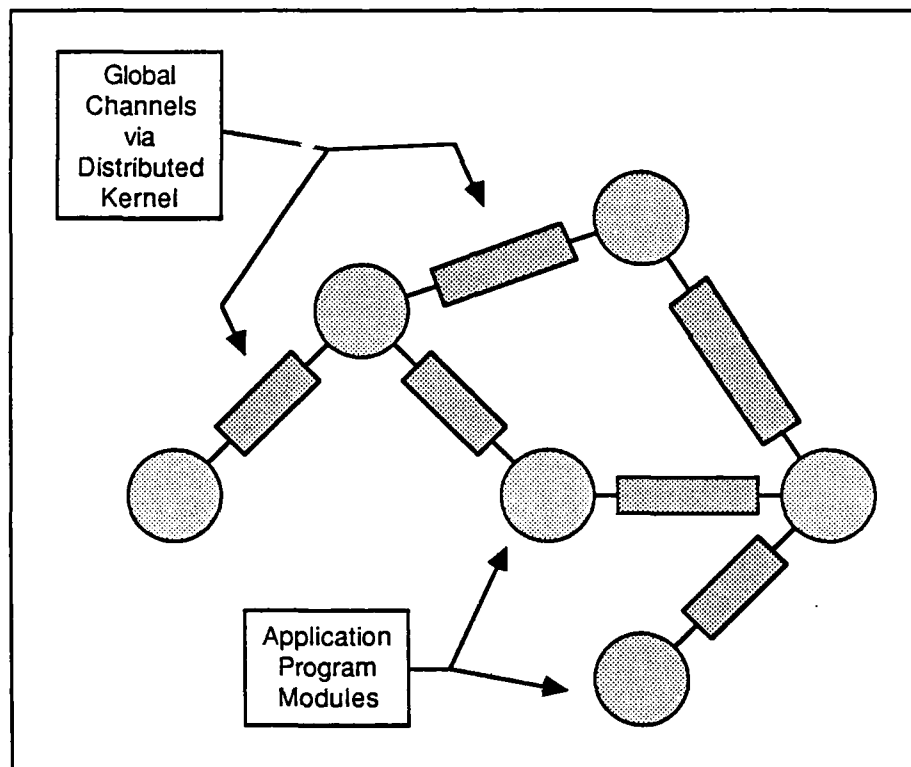 Global
Channels
via
Distributed
Kernel
Application
Program
Modules